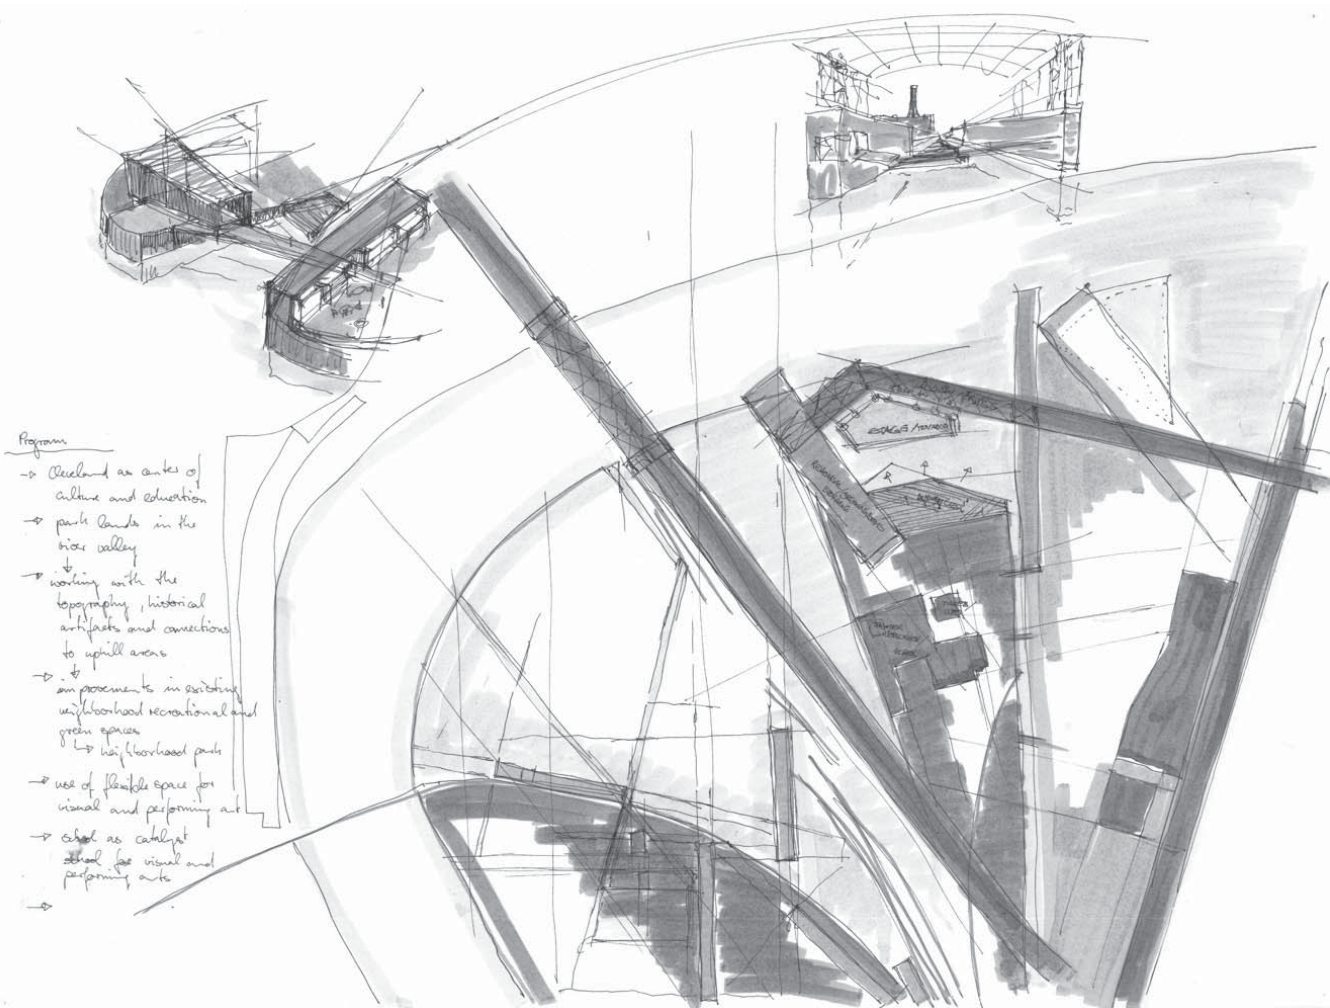 Program
→ Cleveland as center of
culture and education
→ park lands in the
river valley
→ working with the
topography, historical
artifacts and connections
to uphill areas
→ improvements in existing
neighborhood recreational and
green spaces
↳ neighborhood park
→ use of flexible space for
visual and performing art
→ school as catalyst
school for visual and
performing arts
→
STAGE /